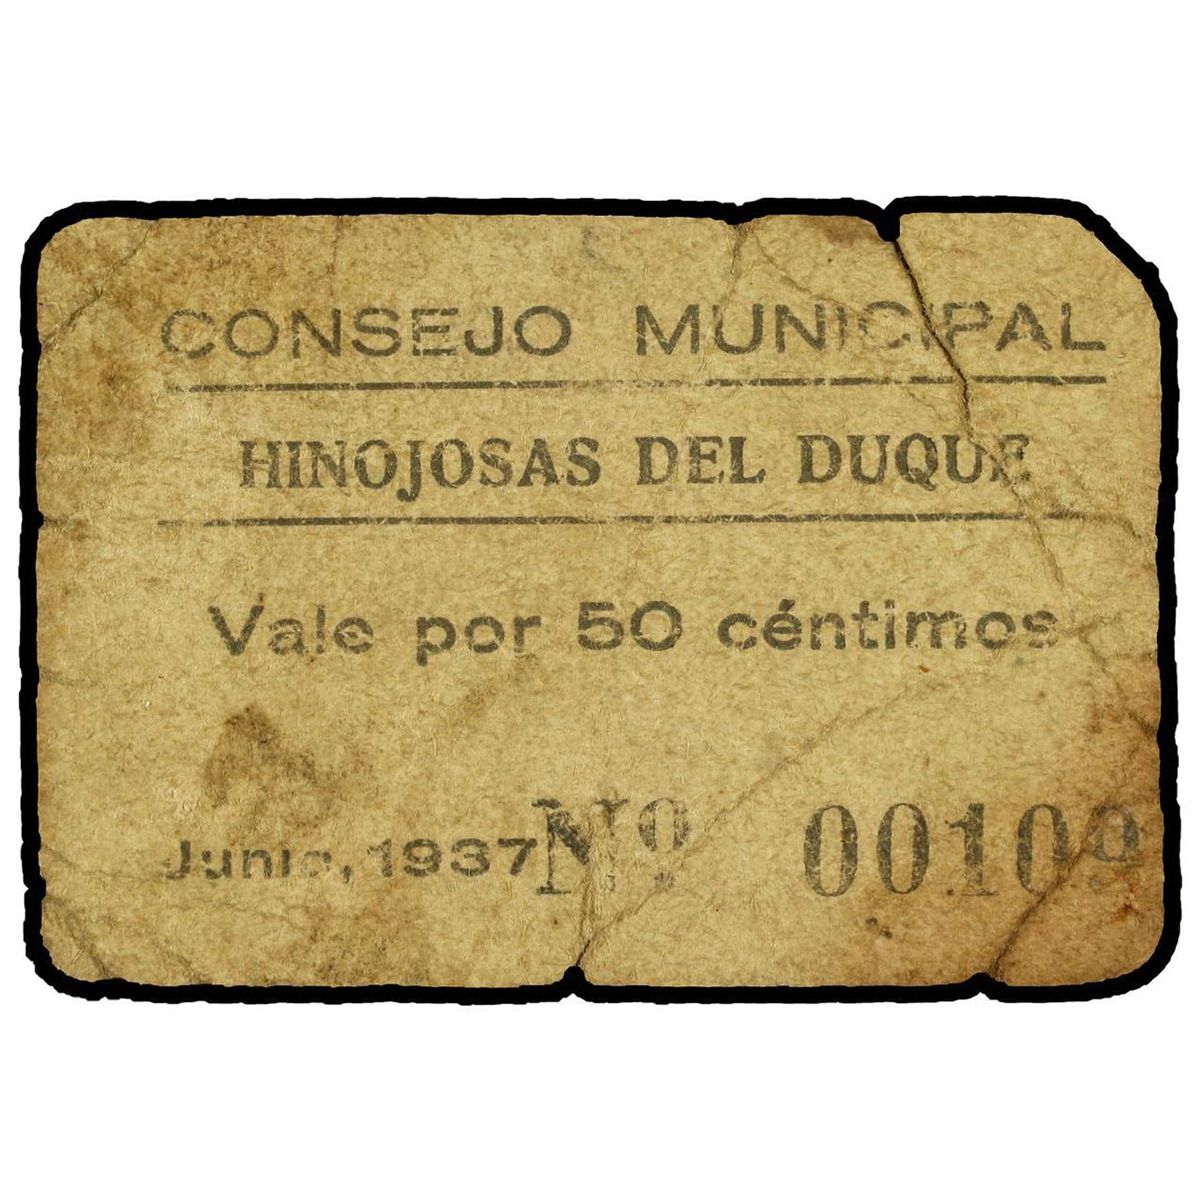 CONSEJO MUNICIPAL
HINOJOSAS DEL DUQUE
Vale por 50 céntimos
Junio, 1937 Nº 00109